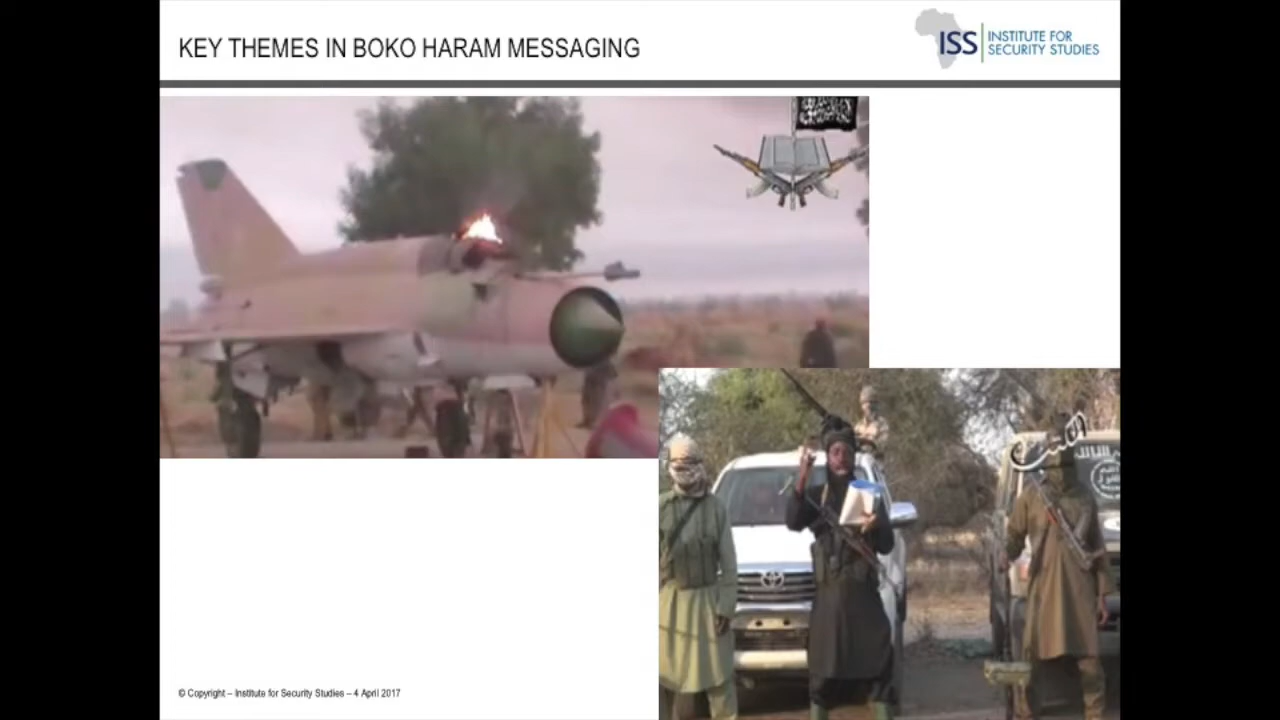 KEY THEMES IN BOKO HARAM MESSAGING
ISS
INSTITUTE FOR
SECURITY STUDIES
© Copyright – Institute for Security Studies – 4 April 2017